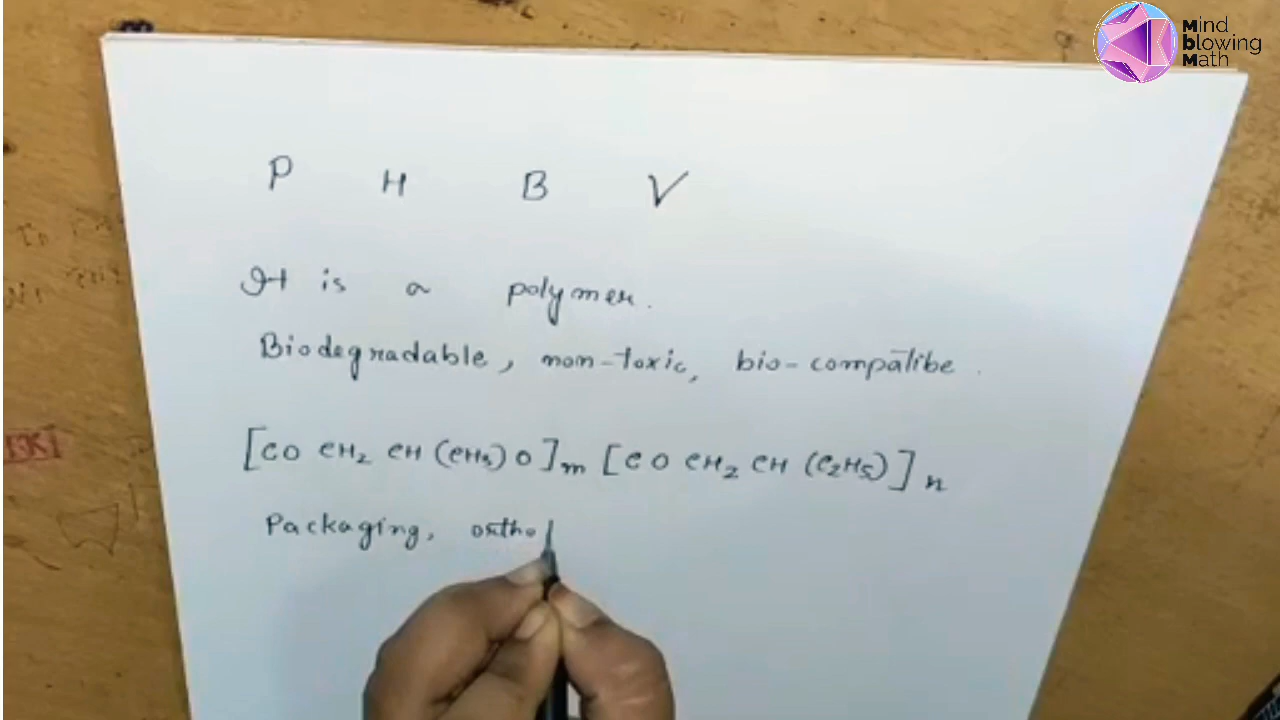 Mind
blowing
Math
P H B V
It is a polymer.
Biodegradable, non-toxic, bio-compatibe.
[CO CH₂ CH (CH₃) O]m [CO CH₂ CH (C₂H₅)]n
Packaging, ortho